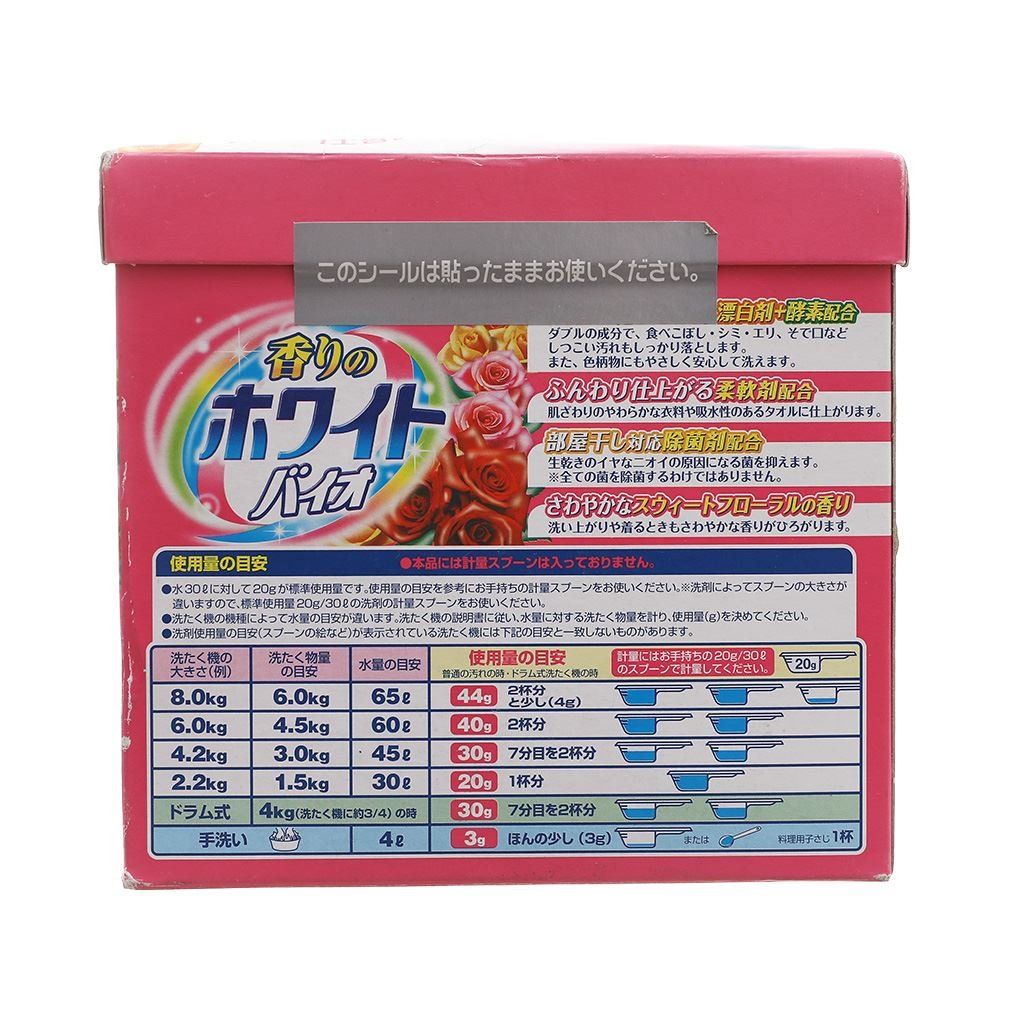 このシールは貼ったままお使いください。
香りの
ホワイト
バイオ
漂白剤+酵素配合
ダブルの成分で、食べこぼし・シミ・エリ、そで口など
しつこい汚れもしっかり落とします。
また、色柄物にもやさしく安心して洗えます。
ふんわり仕上がる柔軟剤配合
肌ざわりのやわらかな衣料や吸水性のあるタオルに仕上がります。
部屋干し対応除菌剤配合
生乾きのイヤなニオイの原因になる菌を抑えます。
※全ての菌を除菌するわけではありません。
さわやかなスウィートフローラルの香り
洗い上がりや着るときもさわやかな香りがひろがります。
使用量の目安 ●本品には計量スプーンは入っておりません。
●水30ℓに対して20gが標準使用量です。使用量の目安を参考にお手持ちの計量スプーンをお使いください。※洗剤によってスプーンの大きさが
違いますので、標準使用量20g/30ℓの洗剤の計量スプーンをお使いください。
●洗たく機の機種によって水量の目安が違います。洗たく機の説明書に従い、水量に対する洗たく物量を計り、使用量(g)を決めてください。
●洗剤使用量の目安(スプーンの絵など)が表示されている洗たく機には下記の目安と一致しないものがあります。
洗たく機の
大きさ(例)
洗たく物量
の目安
水量の目安
使用量の目安
普通の汚れの時・ドラム式洗たく機の時
計量にはお手持ちの20g/30ℓ
のスプーンで計量してください。
20g
8.0kg 6.0kg 65ℓ 44g 2杯分
と少し(4g)
6.0kg 4.5kg 60ℓ 40g 2杯分
4.2kg 3.0kg 45ℓ 30g 7分目を2杯分
2.2kg 1.5kg 30ℓ 20g 1杯分
ドラム式 4kg(洗たく機に約3/4)の時 30g 7分目を2杯分
手洗い 4ℓ 3g ほんの少し(3g) または 料理用子さじ1杯